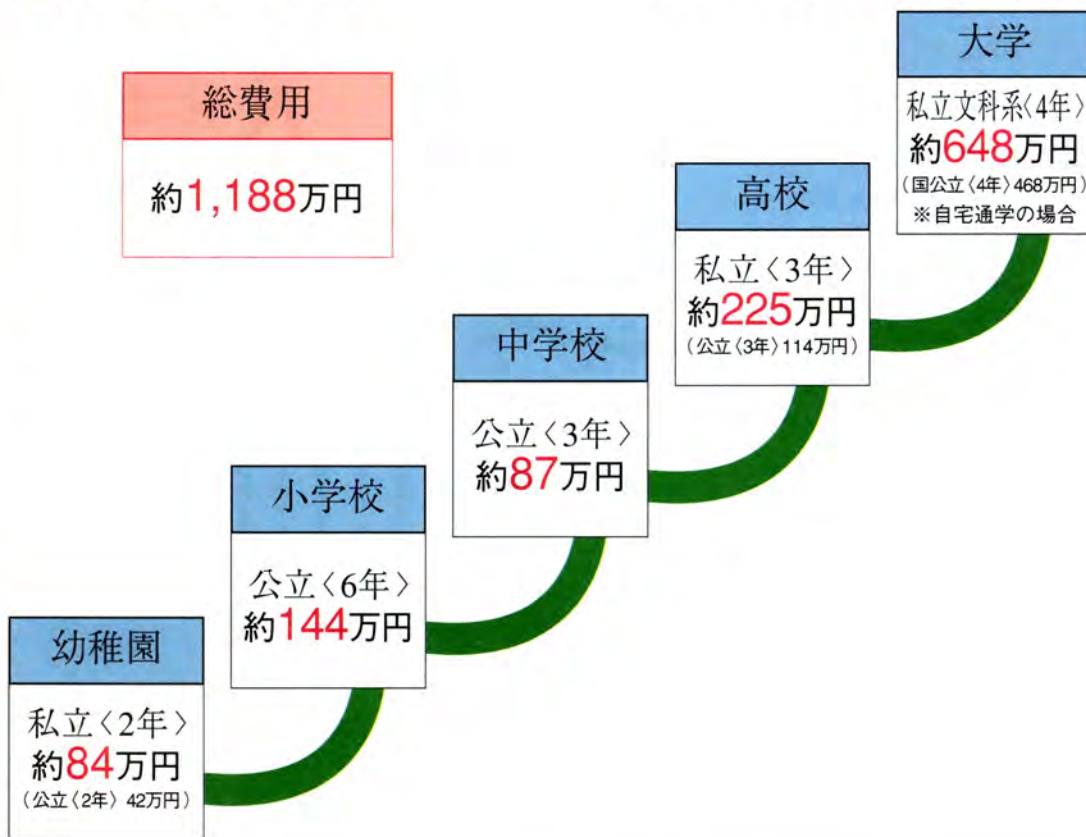 総費用
約1,188万円
幼稚園
私立〈2年〉
約84万円
(公立〈2年〉42万円)
小学校
公立〈6年〉
約144万円
中学校
公立〈3年〉
約87万円
高校
私立〈3年〉
約225万円
(公立〈3年〉114万円)
大学
私立文科系〈4年〉
約648万円
(国公立〈4年〉468万円)
※自宅通学の場合